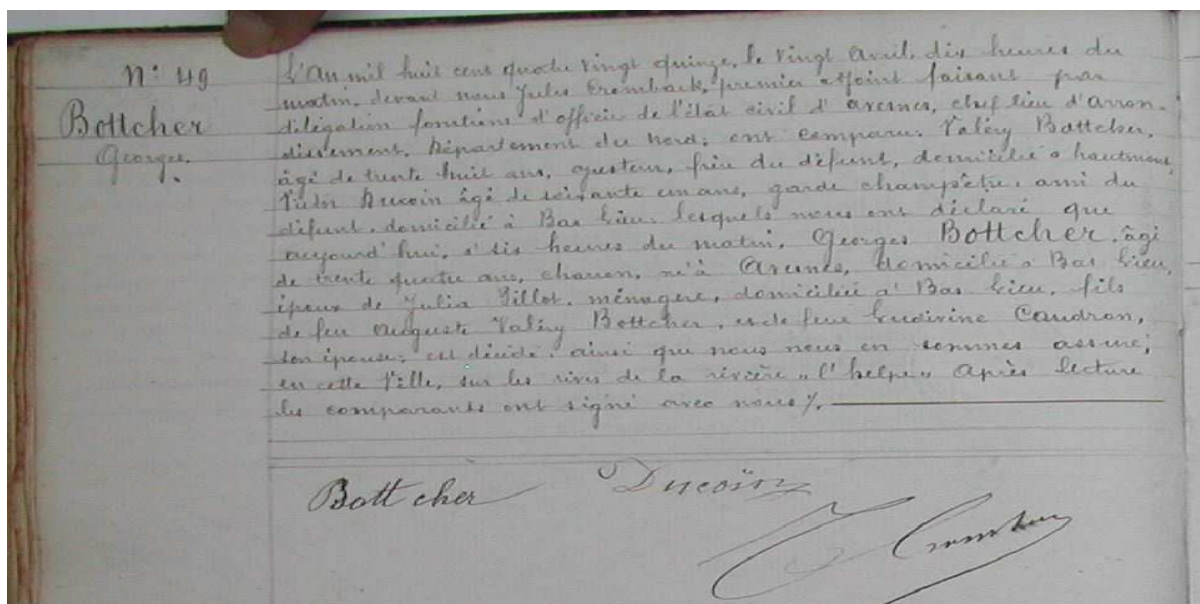 N° 49
Bottcher
Georges.
L'An mil huit cent quatre vingt quinze, le vingt Avril, dix heures du
matin, devant nous Jules Cromback, premier adjoint faisant par
délégation fonctions d'officier de l'état civil d'Avesnes, chef lieu d'arron-
dissement, Département du Nord; ont comparu: Valéry Bottcher,
âgé de trente huit ans, frère du défunt, domicilié à hautmont,
Ducoin âgé de soixante un ans, garde champêtre, ami du
défunt, domicilié à Bas lieu; lesquels nous ont déclaré que
aujourd'hui, à six heures du matin, Georges Bottcher, âgé
de trente quatre ans, né à Avesnes, domicilié à Bas lieu,
époux de Julia Gillot, ménagère, domiciliée à Bas lieu, fils
de feu Auguste Valéry Bottcher, et de feue Ludivine Caudron,
son épouse; est décédé, ainsi que nous nous en sommes assuré;
en cette Ville, sur les rives de la rivière "l'helpe" Après lecture
les comparants ont signé avec nous %.
Bottcher
Ducoin